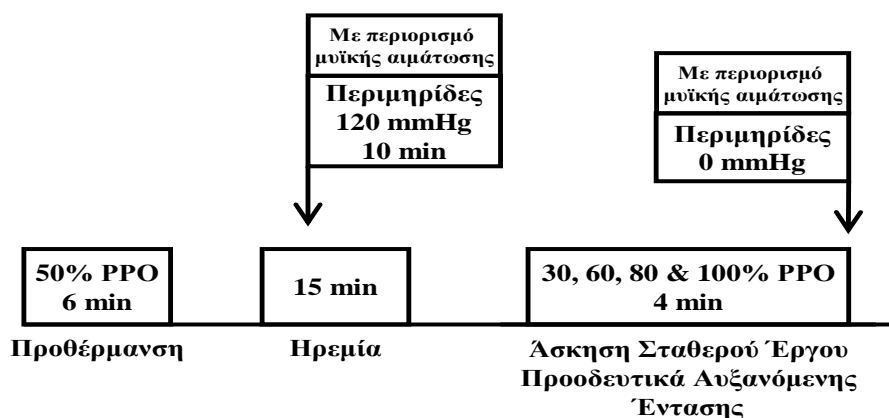 Με περιορισμό
μυϊκής αιμάτωσης
Περιμηρίδες
120 mmHg
10 min
Με περιορισμό
μυϊκής αιμάτωσης
Περιμηρίδες
0 mmHg
50% PPO
6 min
15 min
30, 60, 80 & 100% PPO
4 min
Προθέρμανση
Ηρεμία
Άσκηση Σταθερού Έργου
Προοδευτικά Αυξανόμενης
Έντασης